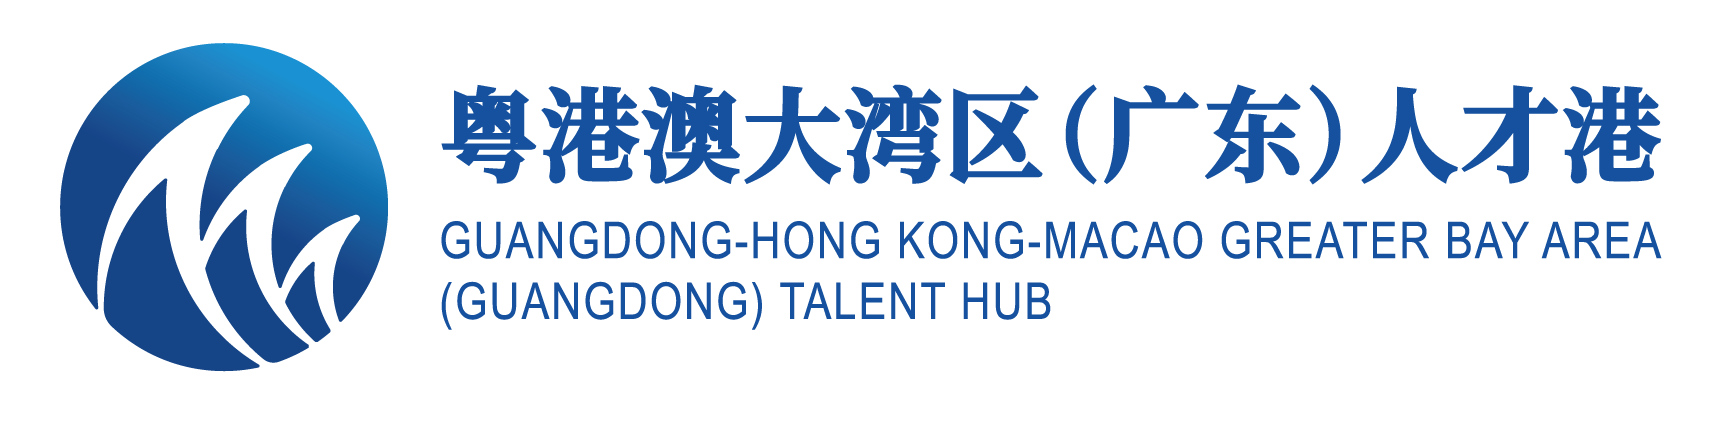 粤港澳大湾区(广东)人才港
GUANGDONG-HONG KONG-MACAO GREATER BAY AREA
(GUANGDONG) TALENT HUB